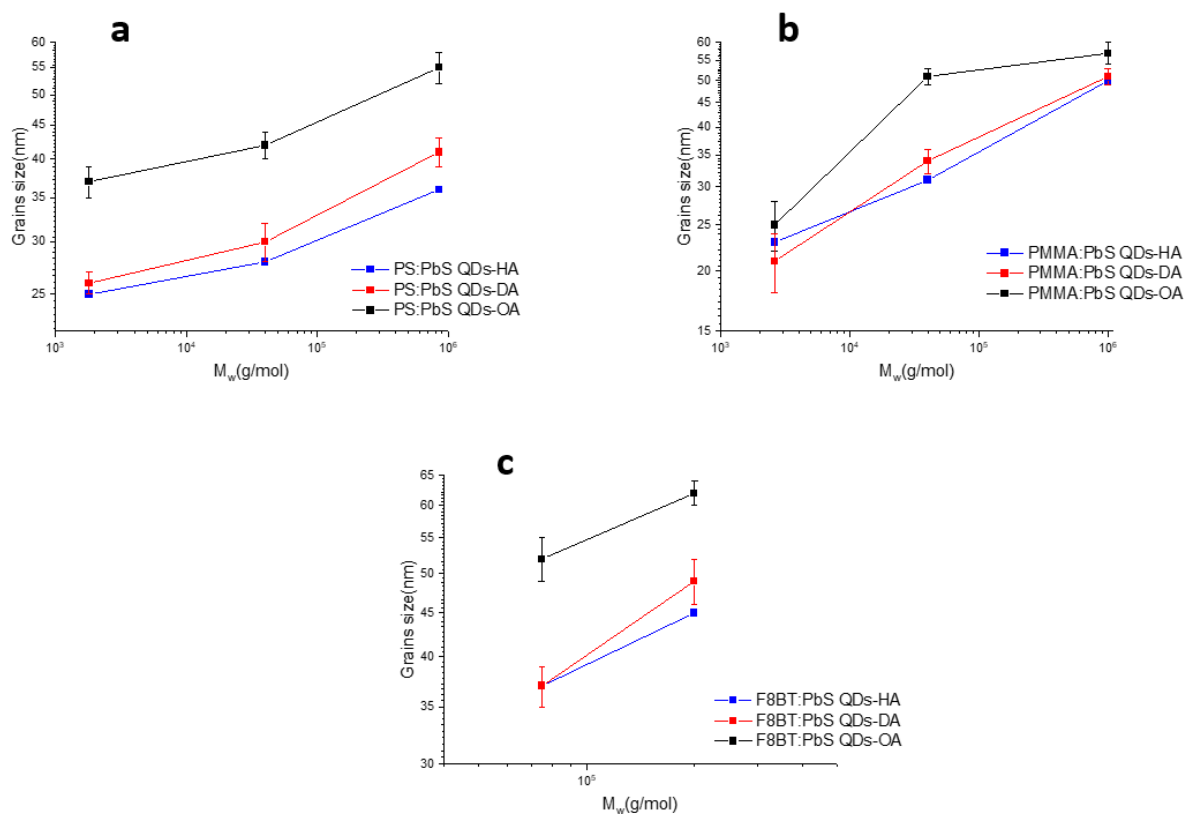 a
60
55
50
45
40
35
30
25
Grains size(nm)
PS:PbS QDs-HA
PS:PbS QDs-DA
PS:PbS QDs-OA
10³
10⁴
10⁵
10⁶
M_w(g/mol)
b
60
55
50
45
40
35
30
25
20
15
Grains size(nm)
PMMA:PbS QDs-HA
PMMA:PbS QDs-DA
PMMA:PbS QDs-OA
10³
10⁴
10⁵
10⁶
M_w(g/mol)
c
65
60
55
50
45
40
35
30
Grains size(nm)
F8BT:PbS QDs-HA
F8BT:PbS QDs-DA
F8BT:PbS QDs-OA
10⁵
M_w(g/mol)